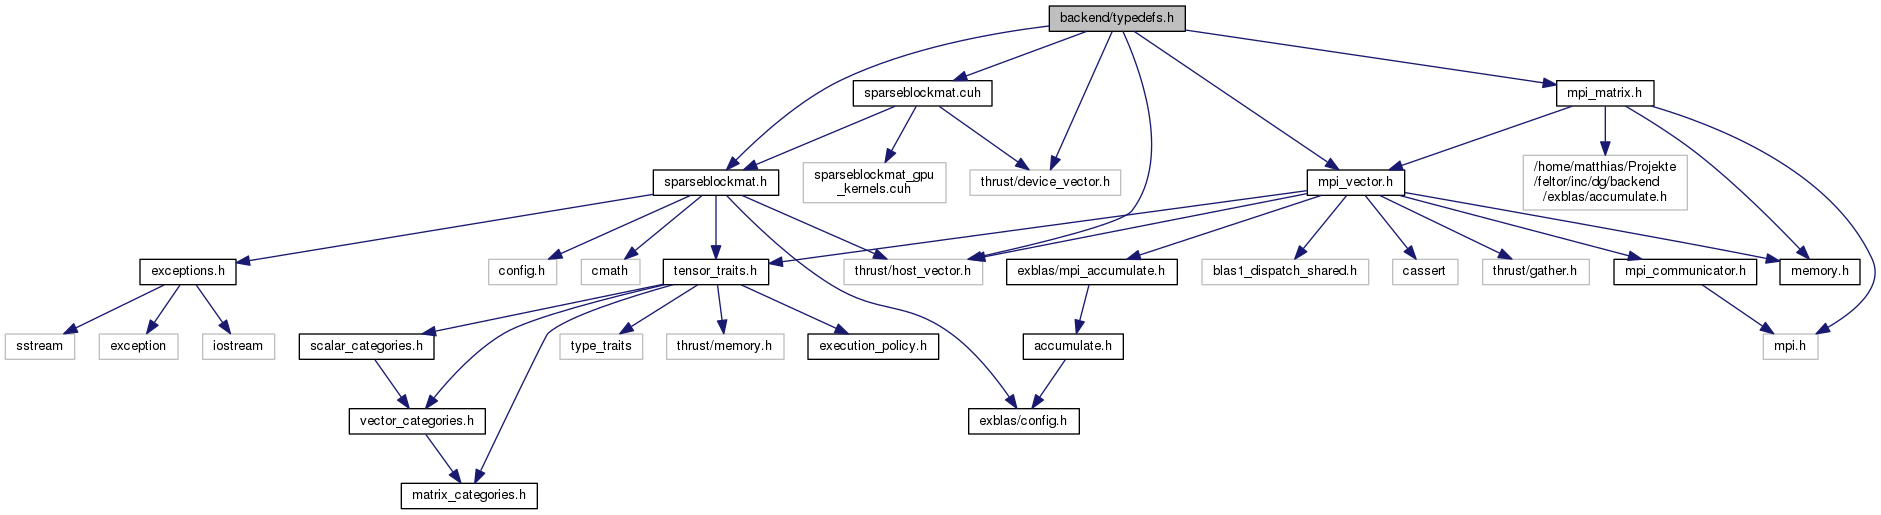 backend/typedefs.h
sparseblockmat.cuh
mpi_matrix.h
sparseblockmat.h
sparseblockmat_gpu
_kernels.cuh
thrust/device_vector.h
mpi_vector.h
/home/matthias/Projekte
/feltor/inc/dg/backend
/exblas/accumulate.h
exceptions.h
config.h
cmath
tensor_traits.h
thrust/host_vector.h
exblas/mpi_accumulate.h
blas1_dispatch_shared.h
cassert
thrust/gather.h
mpi_communicator.h
memory.h
sstream
exception
iostream
scalar_categories.h
type_traits
thrust/memory.h
execution_policy.h
accumulate.h
mpi.h
vector_categories.h
exblas/config.h
matrix_categories.h